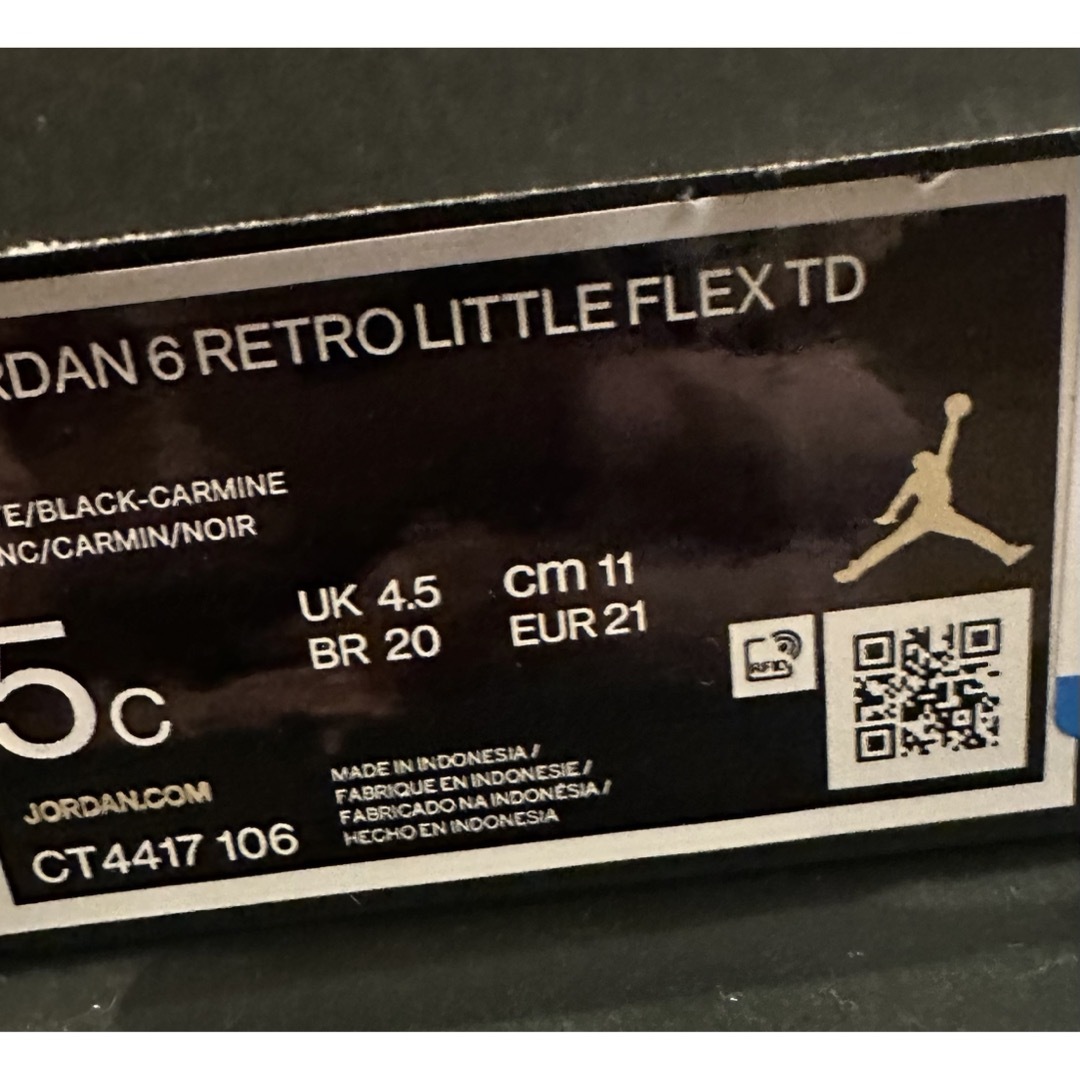 RDAN 6 RETRO LITTLE FLEX TD
TE/BLACK-CARMINE
NC/CARMIN/NOIR
5C
UK 4.5
BR 20
cm 11
EUR 21
RFID
JORDAN.COM
CT4417 106
MADE IN INDONESIA /
FABRIQUE EN INDONESIE /
FABRICADO NA INDONÉSIA /
HECHO EN INDONESIA